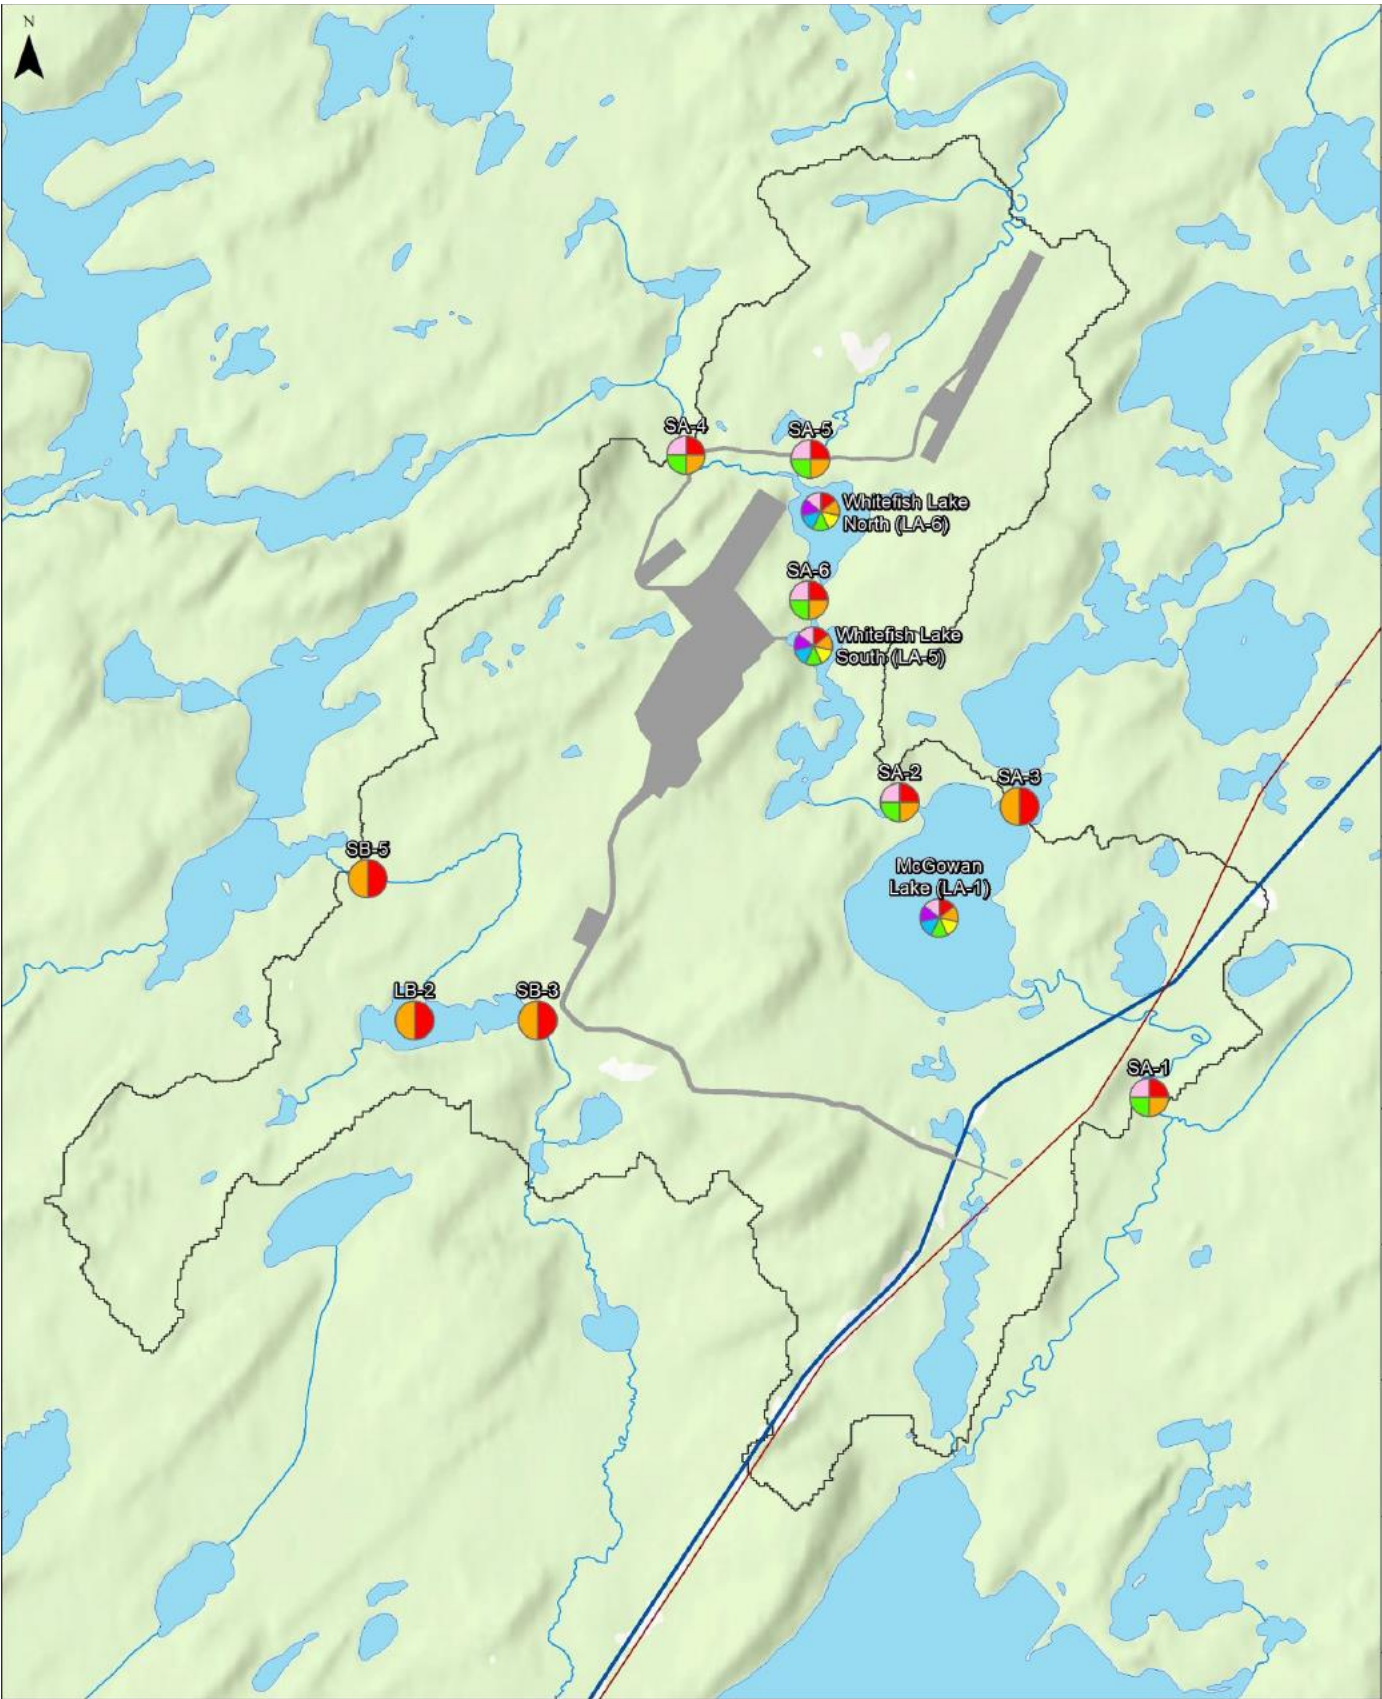 N
SA-4
SA-5
Whitefish Lake
North (LA-6)
SA-6
Whitefish Lake
South (LA-5)
SA-2
SA-3
SB-5
McGowan
Lake (LA-1)
LB-2
SB-3
SA-1